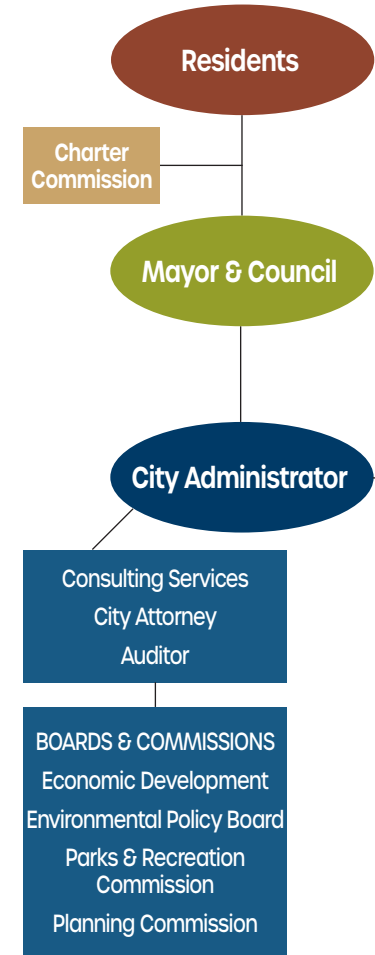 Residents
Charter
Commission
Mayor & Council
City Administrator
Consulting Services
City Attorney
Auditor
BOARDS & COMMISSIONS
Economic Development
Environmental Policy Board
Parks & Recreation
Commission
Planning Commission